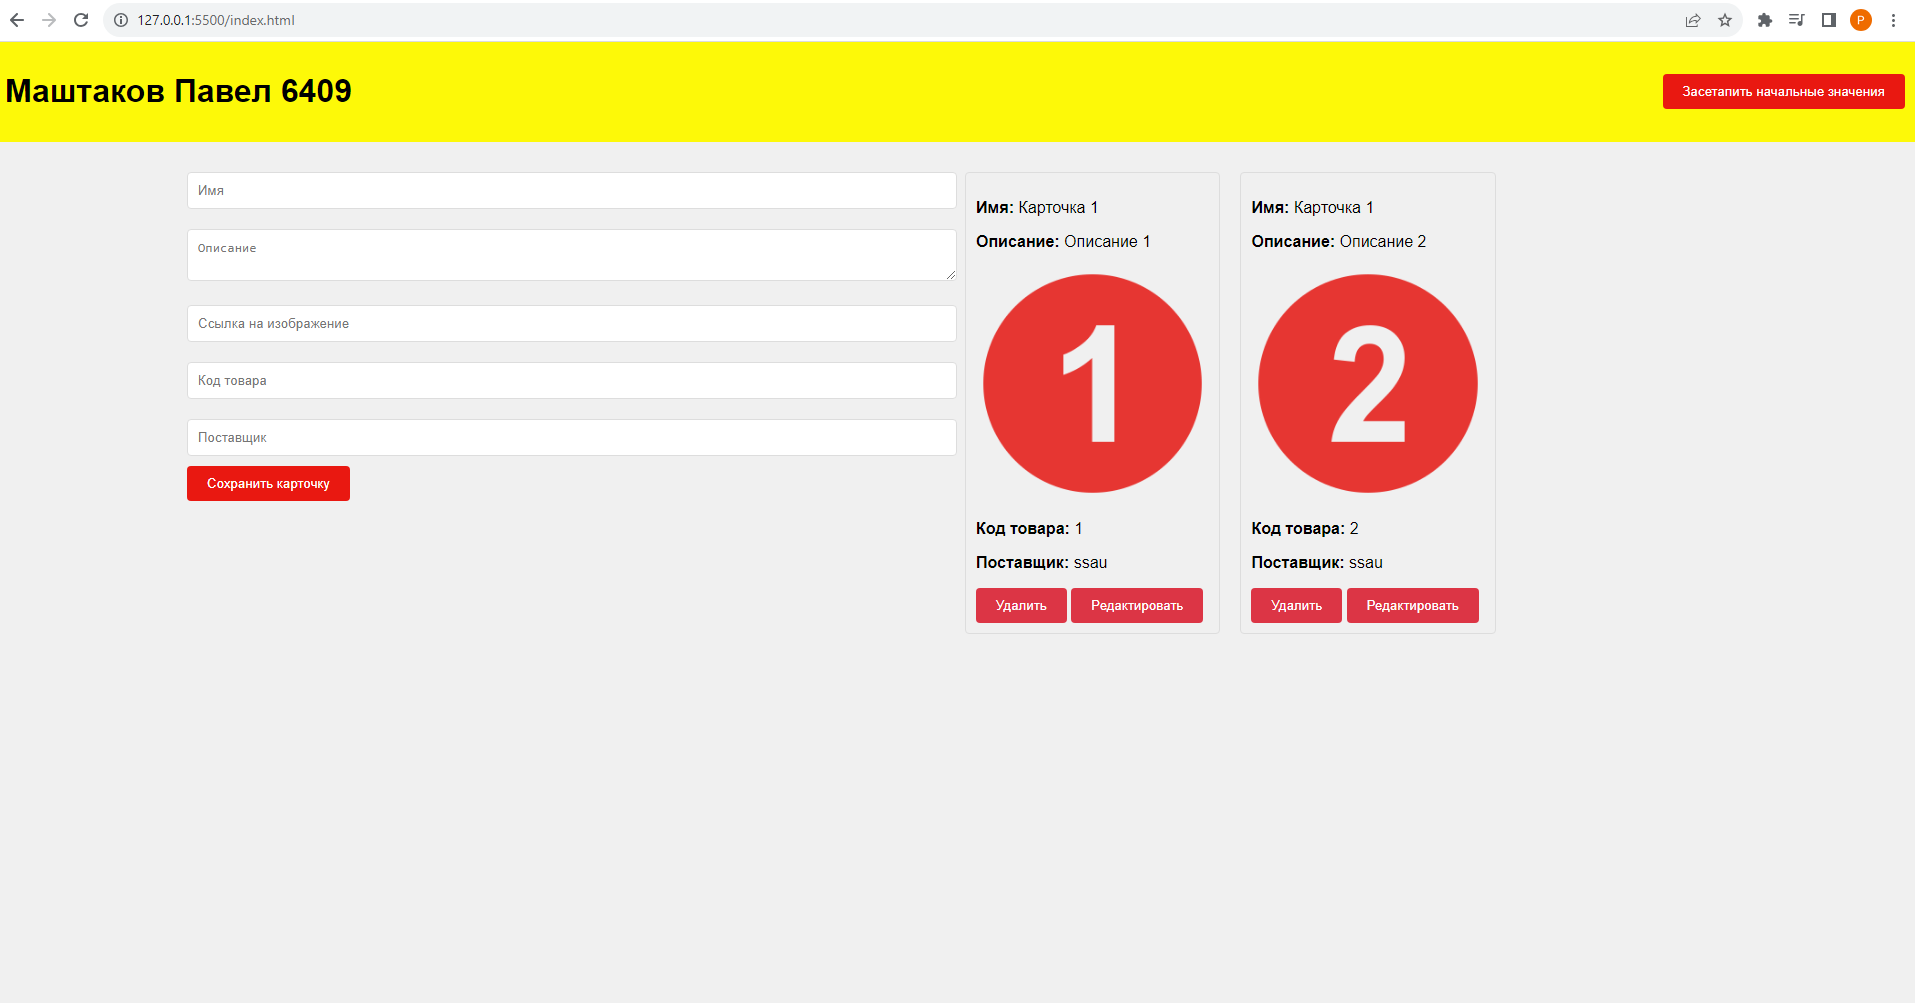 127.0.0.1:5500/index.html
P
Маштаков Павел 6409
Засетапить начальные значения
Имя
Описание
Ссылка на изображение
Код товара
Поставщик
Сохранить карточку
Имя: Карточка 1
Описание: Описание 1
1
Код товара: 1
Поставщик: ssau
Удалить Редактировать
Имя: Карточка 1
Описание: Описание 2
2
Код товара: 2
Поставщик: ssau
Удалить Редактировать